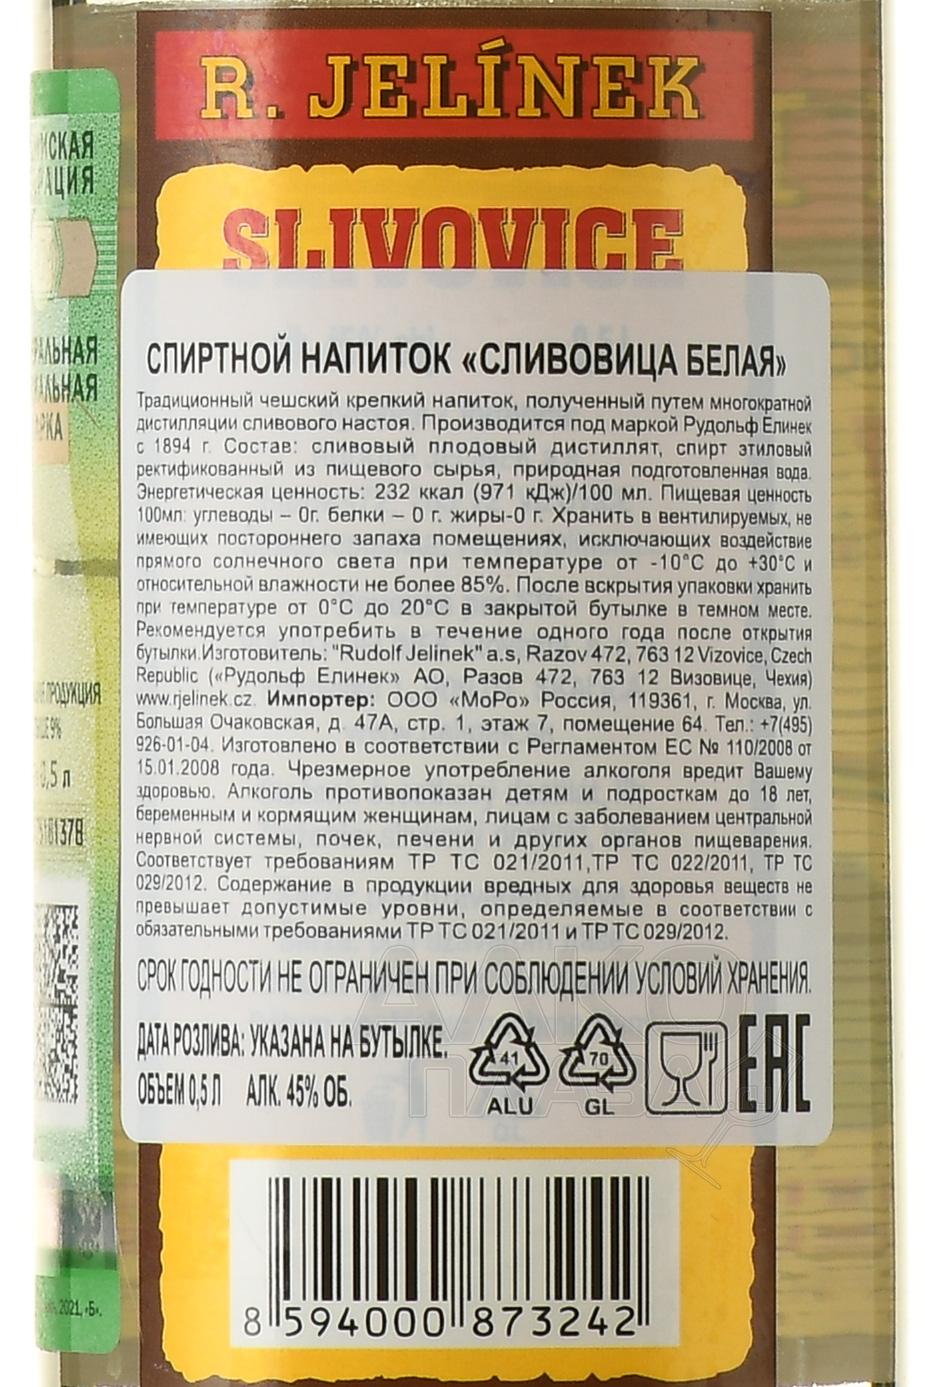 R. JELÍNEK
SLIVOVICE
СПИРТНОЙ НАПИТОК «СЛИВОВИЦА БЕЛАЯ»
Традиционный чешский крепкий напиток, полученный путем многократной
дистилляции сливового настоя. Производится под маркой Рудольф Елинек
с 1894 г. Состав: сливовый плодовый дистиллят, спирт этиловый
ректификованный из пищевого сырья, природная подготовленная вода.
Энергетическая ценность: 232 ккал (971 кДж)/100 мл. Пищевая ценность
100мл: углеводы – 0г. белки – 0 г. жиры-0 г. Хранить в вентилируемых, не
имеющих постороннего запаха помещениях, исключающих воздействие
прямого солнечного света при температуре от -10°С до +30°С и
относительной влажности не более 85%. После вскрытия упаковки хранить
при температуре от 0°С до 20°С в закрытой бутылке в темном месте.
Рекомендуется употребить в течение одного года после открытия
бутылки.Изготовитель: "Rudolf Jelinek" a.s, Razov 472, 763 12 Vizovice, Czech
Republic («Рудольф Елинек» АО, Разов 472, 763 12 Визовице, Чехия)
www.rjelinek.cz. Импортер: ООО «МоРо» Россия, 119361, г. Москва, ул.
Большая Очаковская, д. 47А, стр. 1, этаж 7, помещение 64. Тел.: +7(495)
926-01-04. Изготовлено в соответствии с Регламентом ЕС № 110/2008 от
15.01.2008 года. Чрезмерное употребление алкоголя вредит Вашему
здоровью. Алкоголь противопоказан детям и подросткам до 18 лет,
беременным и кормящим женщинам, лицам с заболеванием центральной
нервной системы, почек, печени и других органов пищеварения.
Соответствует требованиям ТР ТС 021/2011,ТР ТС 022/2011, ТР ТС
029/2012. Содержание в продукции вредных для здоровья веществ не
превышает допустимые уровни, определяемые в соответствии с
обязательными требованиями ТР ТС 021/2011 и ТР ТС 029/2012.
СРОК ГОДНОСТИ НЕ ОГРАНИЧЕН ПРИ СОБЛЮДЕНИИ УСЛОВИЙ ХРАНЕНИЯ.
ДАТА РОЗЛИВА: УКАЗАНА НА БУТЫЛКЕ.
ОБЪЕМ 0,5 Л АЛК. 45% ОБ.
41 ALU
70 GL
EAC
8 594000 873242
ПРОДУКЦИЯ
9%
2021, «Б».
АЛКО
ПЛАЗА